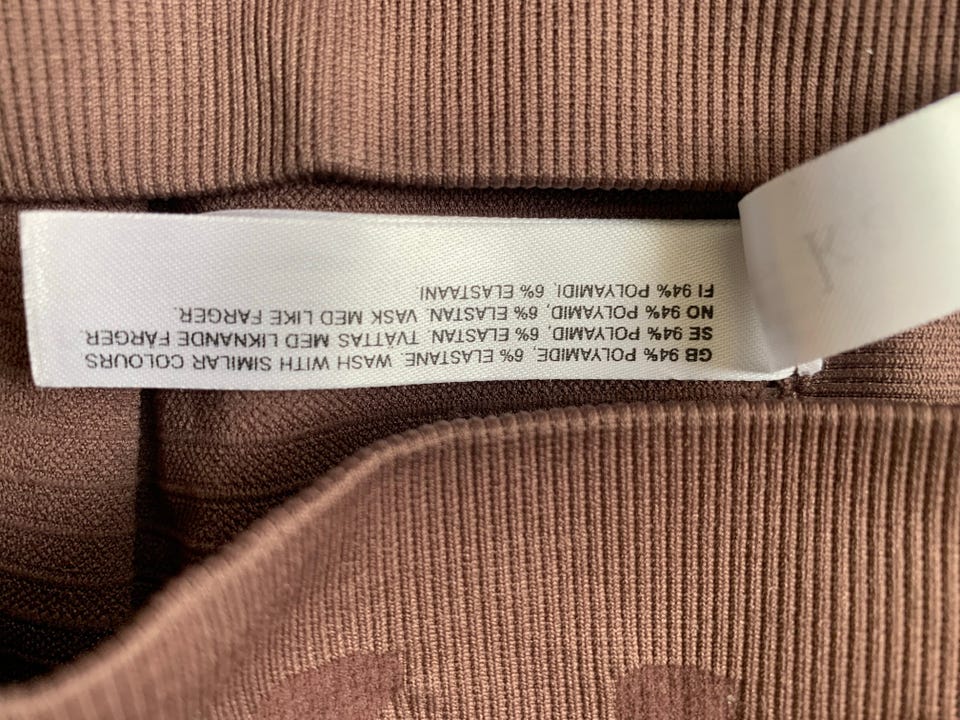 GB 94% POLYAMIDE, 6% ELASTANE. WASH WITH SIMILAR COLOURS
SE 94% POLYAMID, 6% ELASTAN. TVÄTTAS MED LIKNANDE FÄRGER.
NO 94% POLYAMID, 6% ELASTAN. VASK MED LIKE FARGER.
FI 94% POLYAMIDI, 6% ELASTAANI.